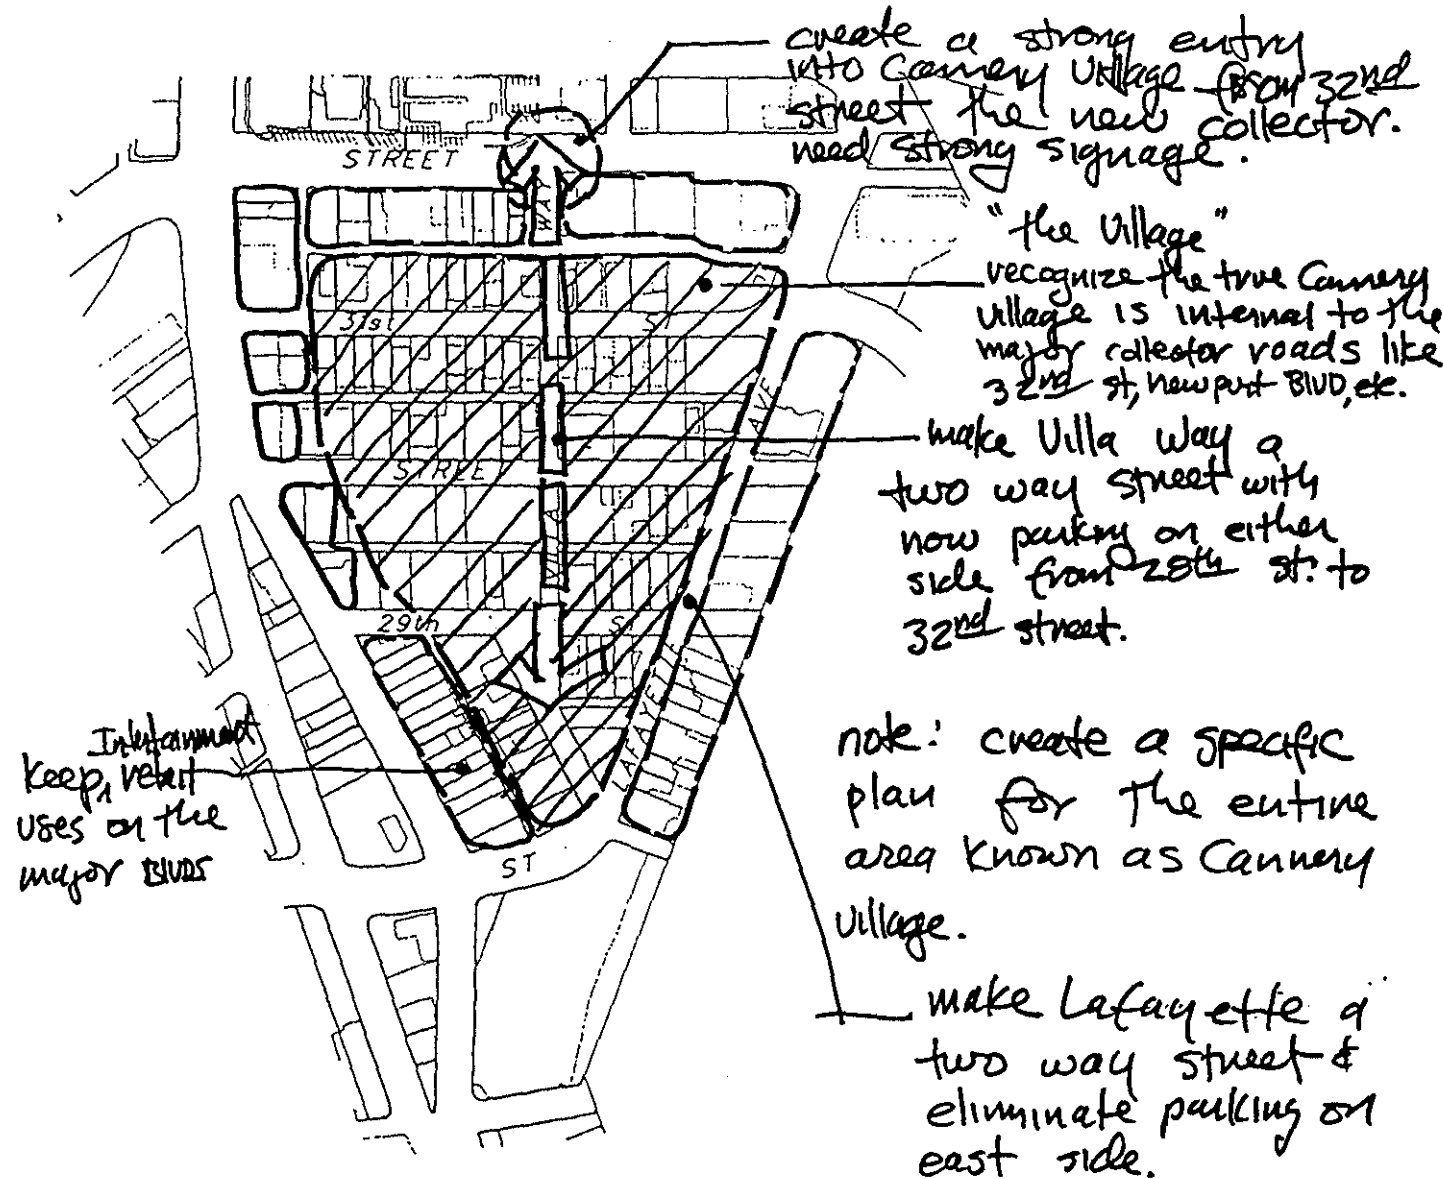 create a strong entry
into Cannery Village from 32nd
street the new collector.
need strong signage.
"the Village"
recognize the true Cannery
village is internal to the
major collector roads like
32nd st, newport BLVD, etc.
make Villa Way a
two way street with
now parking on either
side from 28th st. to
32nd street.
note: create a specific
plan for the entire
area known as Cannery
Village.
make Lafayette a
two way street &
eliminate parking on
east side.
Intertainment
keep, retail
uses on the
major BLVDS
STREET
WAY
31st
ST
STREET
AVE
29th
ST
LAFAYETTE
ST